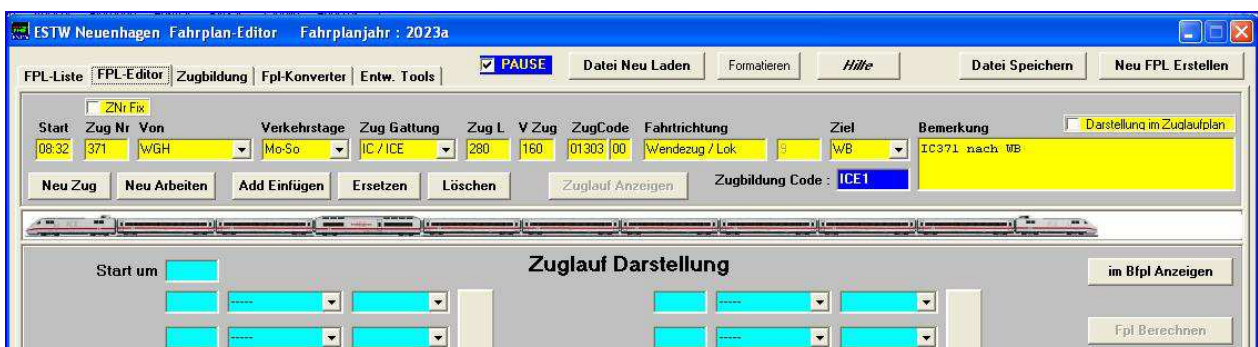 ESTW Neuenhagen Fahrplan-Editor Fahrplanjahr : 2023a
FPL-Liste FPL-Editor Zugbildung Fpl-Konverter Entw. Tools PAUSE Datei Neu Laden Formatieren Hilfe Datei Speichern Neu FPL Erstellen
ZNr Fix
Start Zug Nr Von Verkehrstage Zug Gattung Zug L V Zug ZugCode Fahrtrichtung Ziel Bemerkung Darstellung im Zuglaufplan
08:32 371 WGH Mo-So IC / ICE 280 160 01303 00 Wendezug / Lok 9 WB IC371 nach WB
Neu Zug Neu Arbeiten Add Einfügen Ersetzen Löschen Zuglauf Anzeigen Zugbildung Code : ICE1
Start um Zuglauf Darstellung im Bfpl Anzeigen
----- -----
----- ----- Fpl Berechnen